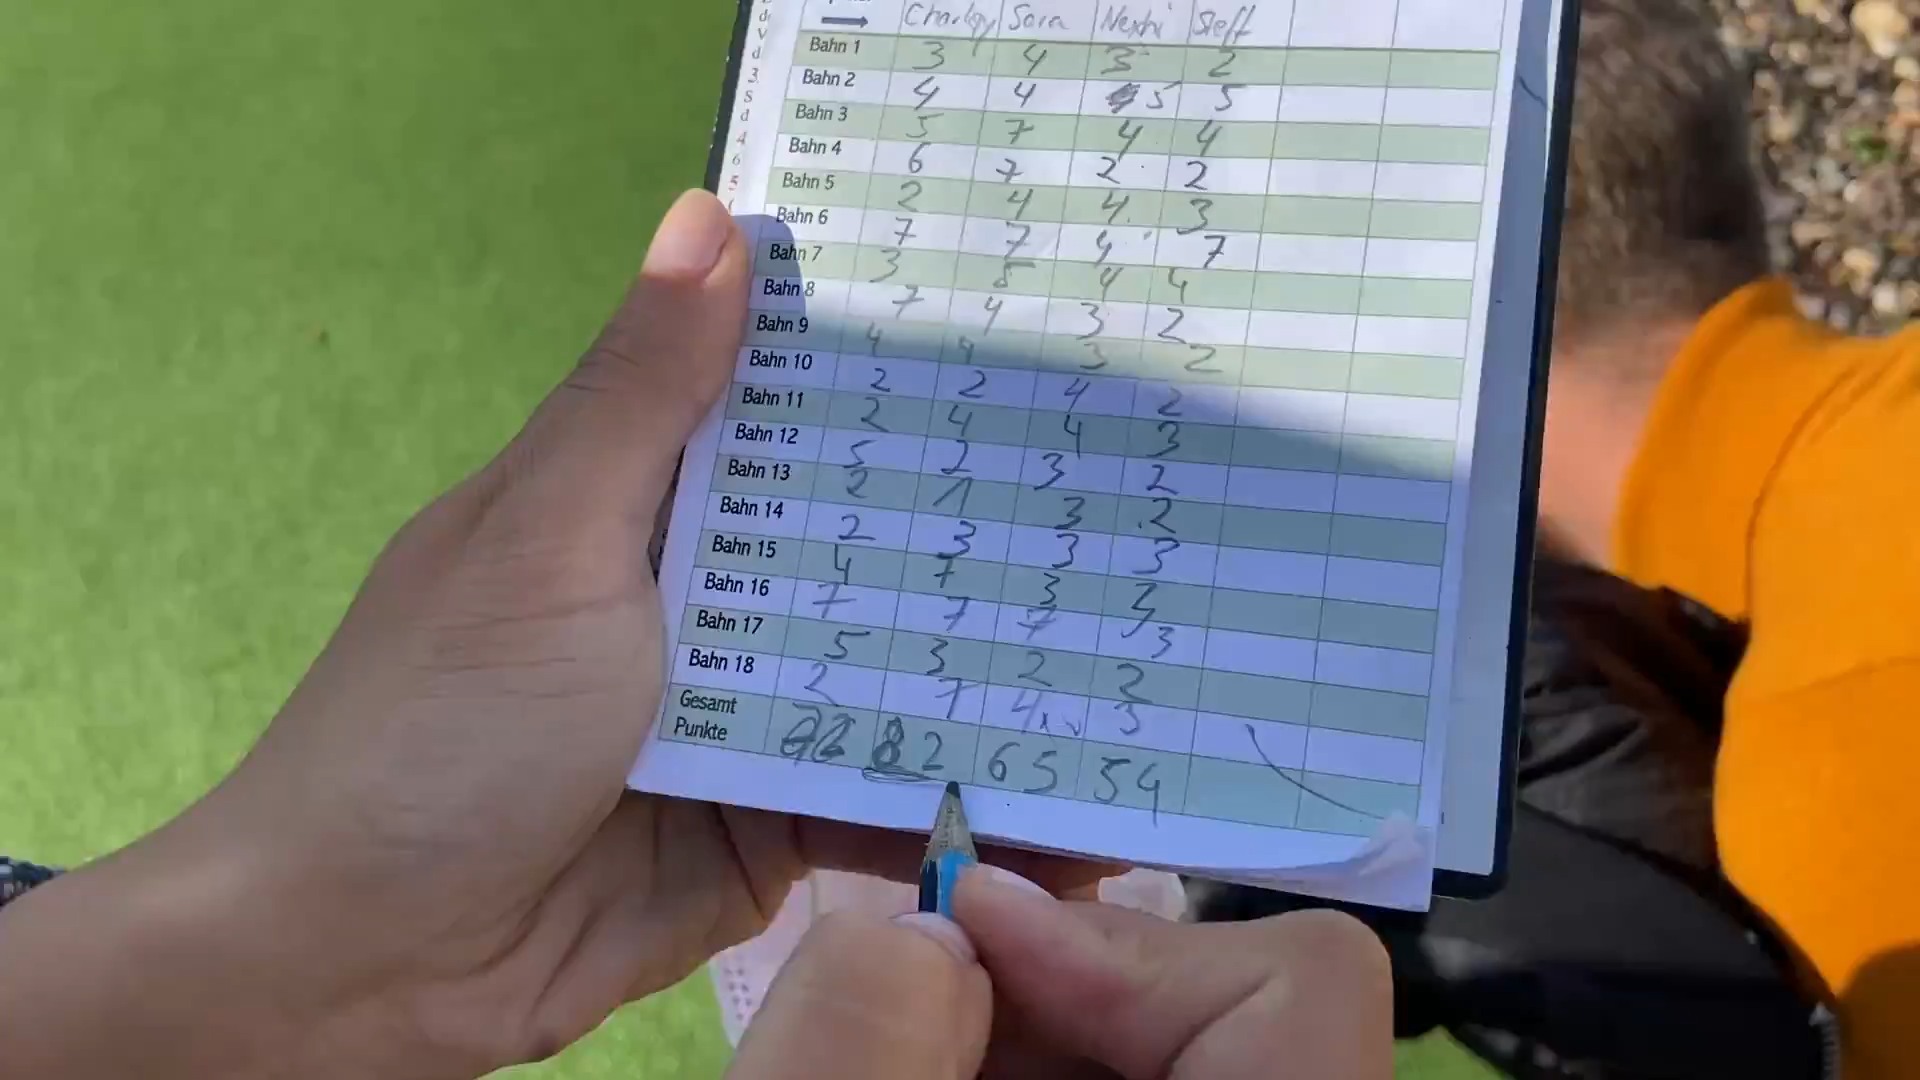 Charley Sara Nexhi Steff
Bahn 1 3 4 3 2
Bahn 2 4 4 5 5
Bahn 3 5 7 4 4
Bahn 4 6 7 2 2
Bahn 5 2 4 4 3
Bahn 6 7 7 4 7
Bahn 7 3 5 4 4
Bahn 8 7 4 3 2
Bahn 9 4 4 3 2
Bahn 10 2 2 4 2
Bahn 11 2 4 4 3
Bahn 12 5 2 3 2
Bahn 13 2 1 3 2
Bahn 14 2 3 3 3
Bahn 15 4 7 3 3
Bahn 16 7 7 7 3
Bahn 17 5 3 2 2
Bahn 18 2 7 4 3
Gesamt
Punkte 82 65 54